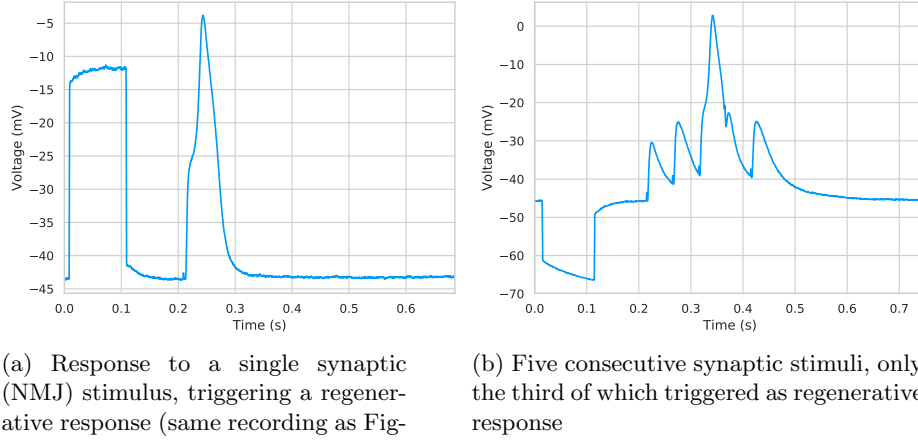 −5
−10
−15
−20
−25
−30
−35
−40
−45
Voltage (mV)
0.0 0.1 0.2 0.3 0.4 0.5 0.6
Time (s)
0
−10
−20
−30
−40
−50
−60
−70
Voltage (mV)
0.0 0.1 0.2 0.3 0.4 0.5 0.6 0.7
Time (s)
(a) Response to a single synaptic
(NMJ) stimulus, triggering a regener-
ative response (same recording as Fig-
(b) Five consecutive synaptic stimuli, only
the third of which triggered as regenerative
response